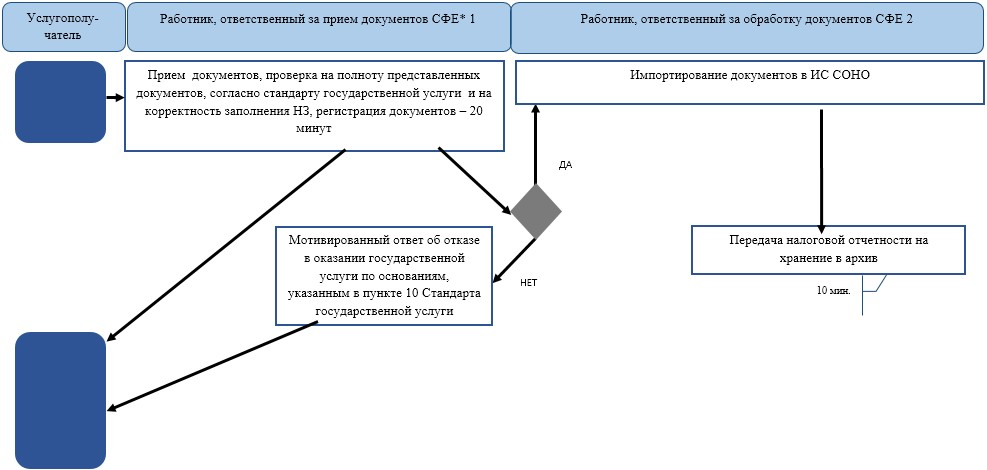 Услугополу-
чатель
Работник, ответственный за прием документов СФЕ* 1
Работник, ответственный за обработку документов СФЕ 2
Прием  документов, проверка на полноту представленных
документов, согласно стандарту государственной услуги  и на
корректность заполнения НЗ, регистрация документов – 20
минут
Импортирование документов в ИС СОНО
ДА
Мотивированный ответ об отказе
в оказании государственной
услуги по основаниям,
указанным в пункте 10 Стандарта
государственной услуги
НЕТ
Передача налоговой отчетности на
хранение в архив
10 мин.